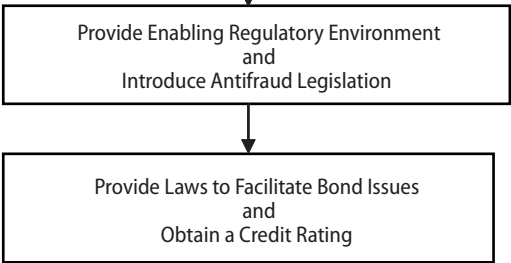 Provide Enabling Regulatory Environment
and
Introduce Antifraud Legislation
Provide Laws to Facilitate Bond Issues
and
Obtain a Credit Rating